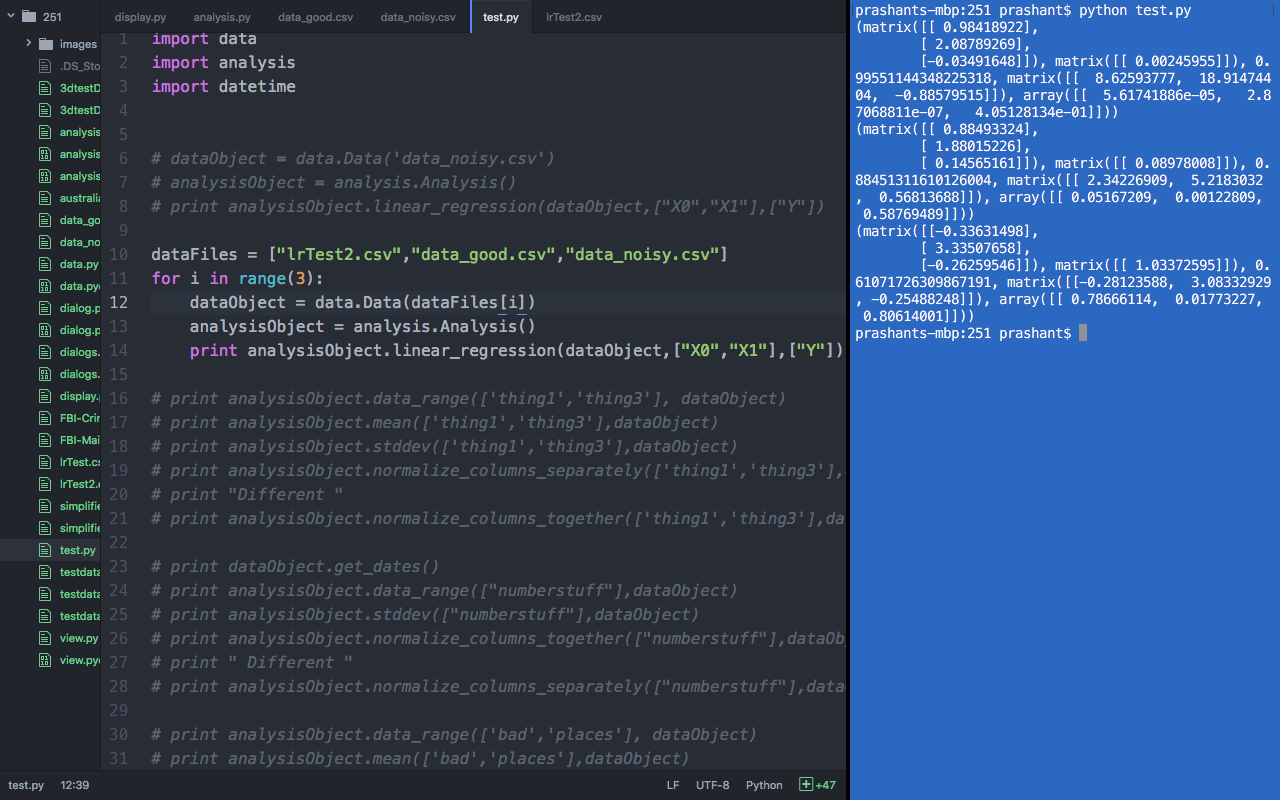 251
images
.DS_Sto
3dtestD
3dtestD
analysis
analysis
analysis
australia
data_go
data_no
data.py
data.pyc
dialog.p
dialog.p
dialogs.
dialogs.
display.p
FBI-Crin
FBI-Mai
lrTest.cs
lrTest2.c
simplifie
simplifie
test.py
testdata
testdata
testdata
view.py
view.pyc
display.py analysis.py data_good.csv data_noisy.csv test.py lrTest2.csv
1 import data
2 import analysis
3 import datetime
4
5
6 # dataObject = data.Data('data_noisy.csv')
7 # analysisObject = analysis.Analysis()
8 # print analysisObject.linear_regression(dataObject,["X0","X1"],["Y"])
9
10 dataFiles = ["lrTest2.csv","data_good.csv","data_noisy.csv"]
11 for i in range(3):
12 dataObject = data.Data(dataFiles[i])
13 analysisObject = analysis.Analysis()
14 print analysisObject.linear_regression(dataObject,["X0","X1"],["Y"])
15
16 # print analysisObject.data_range(['thing1','thing3'], dataObject)
17 # print analysisObject.mean(['thing1','thing3'],dataObject)
18 # print analysisObject.stddev(['thing1','thing3'],dataObject)
19 # print analysisObject.normalize_columns_separately(['thing1','thing3'],
20 # print "Different "
21 # print analysisObject.normalize_columns_together(['thing1','thing3'],da
22
23 # print dataObject.get_dates()
24 # print analysisObject.data_range(["numberstuff"],dataObject)
25 # print analysisObject.stddev(["numberstuff"],dataObject)
26 # print analysisObject.normalize_columns_together(["numberstuff"],dataOb
27 # print " Different "
28 # print analysisObject.normalize_columns_separately(["numberstuff"],data
29
30 # print analysisObject.data_range(['bad','places'], dataObject)
31 # print analysisObject.mean(['bad','places'],dataObject)
test.py 12:39 LF UTF-8 Python +47
prashants-mbp:251 prashant$ python test.py
(matrix([[ 0.98418922],
[ 2.08789269],
[-0.03491648]]), matrix([[ 0.00245955]]), 0.
99551144348225318, matrix([[ 8.62593777, 18.914744
04, -0.88579515]]), array([[ 5.61741886e-05, 2.8
7068811e-07, 4.05128134e-01]]))
(matrix([[ 0.88493324],
[ 1.88015226],
[ 0.14565161]]), matrix([[ 0.08978008]]), 0.
88451311610126004, matrix([[ 2.34226909, 5.2183032
, 0.56813688]]), array([[ 0.05167209, 0.00122809,
0.58769489]]))
(matrix([[-0.33631498],
[ 3.33507658],
[-0.26259546]]), matrix([[ 1.03372595]]), 0.
61071726309867191, matrix([[-0.28123588, 3.08332929
, -0.25488248]]), array([[ 0.78666114, 0.01773227,
0.80614001]]))
prashants-mbp:251 prashant$